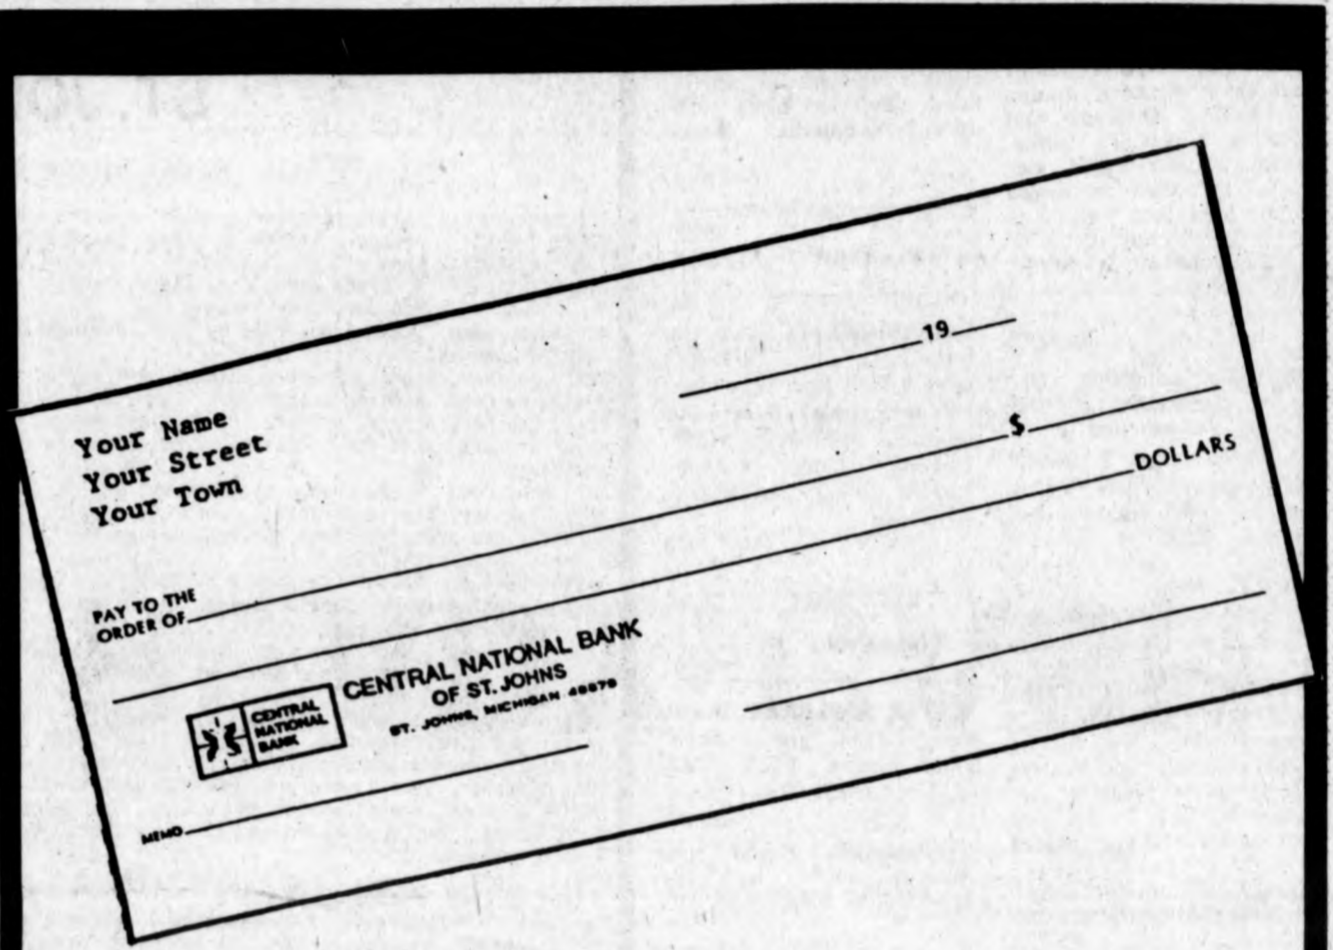 19
Your Name
Your Street
Your Town
$
DOLLARS
PAY TO THE
ORDER OF
CENTRAL NATIONAL BANK
OF ST. JOHNS
ST. JOHNS, MICHIGAN 48879
CENTRAL
NATIONAL
BANK
MEMO